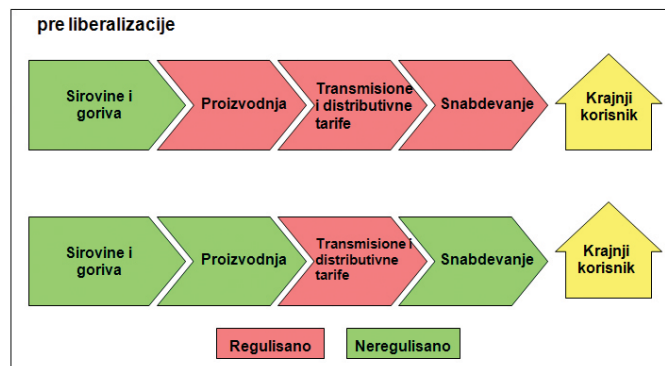 pre liberalizacije
Sirovine i
goriva
Proizvodnja
Transmisione
i distributivne
tarife
Snabdevanje
Krajnji
korisnik
Sirovine i
goriva
Proizvodnja
Transmisione i
distributivne
tarife
Snabdevanje
Krajnji
korisnik
Regulisano
Neregulisano